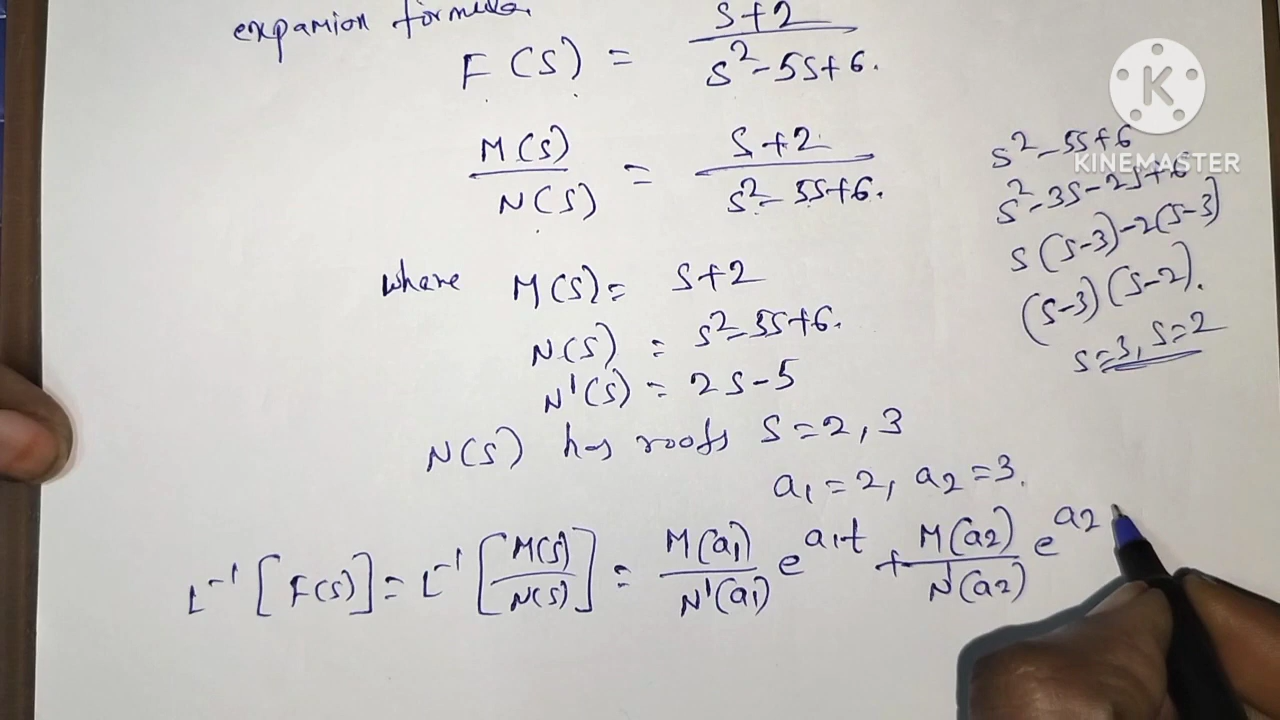 expamion formula.
F(S) = S+2 / S²-5S+6.
M(S) / N(S) = S+2 / S²-5S+6.
where M(S) = S+2
N(S) = S²-5S+6.
N'(S) = 2S-5
N(S) has roots S=2, 3
a₁=2, a₂=3.
L⁻¹[F(S)] = L⁻¹[M(S)/N(S)] = M(a₁)/N'(a₁) e^a₁t + M(a₂)/N'(a₂) e^a₂
S²-5S+6
S²-3S-2S+6
S(S-3)-2(S-3)
(S-3)(S-2).
S=3, S=2
K
KINEMASTER